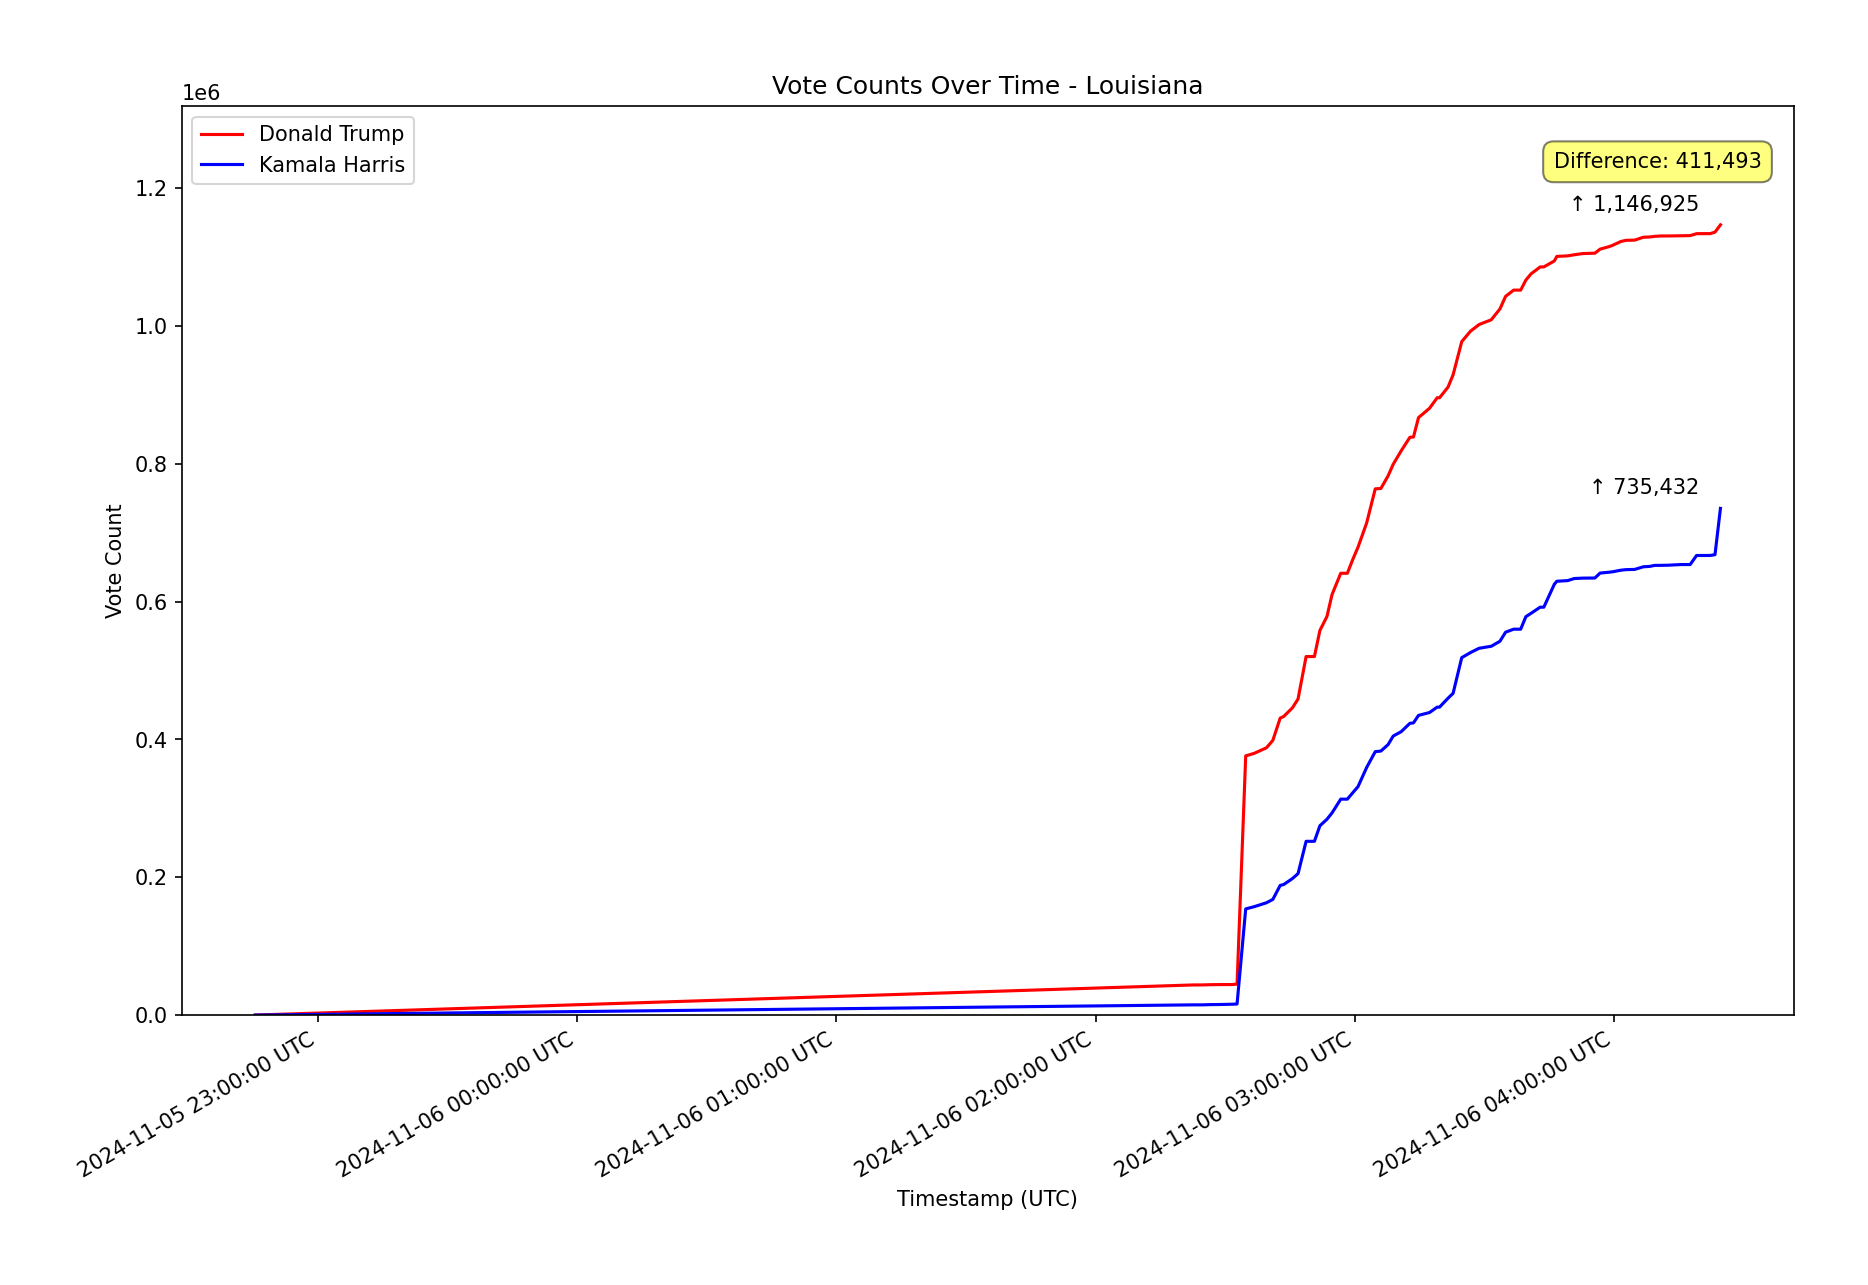 Vote Counts Over Time - Louisiana
1e6
Donald Trump
Kamala Harris
Difference: 411,493
↑ 1,146,925
↑ 735,432
1.2
1.0
0.8
0.6
0.4
0.2
0.0
Vote Count
2024-11-05 23:00:00 UTC
2024-11-06 00:00:00 UTC
2024-11-06 01:00:00 UTC
2024-11-06 02:00:00 UTC
2024-11-06 03:00:00 UTC
2024-11-06 04:00:00 UTC
Timestamp (UTC)